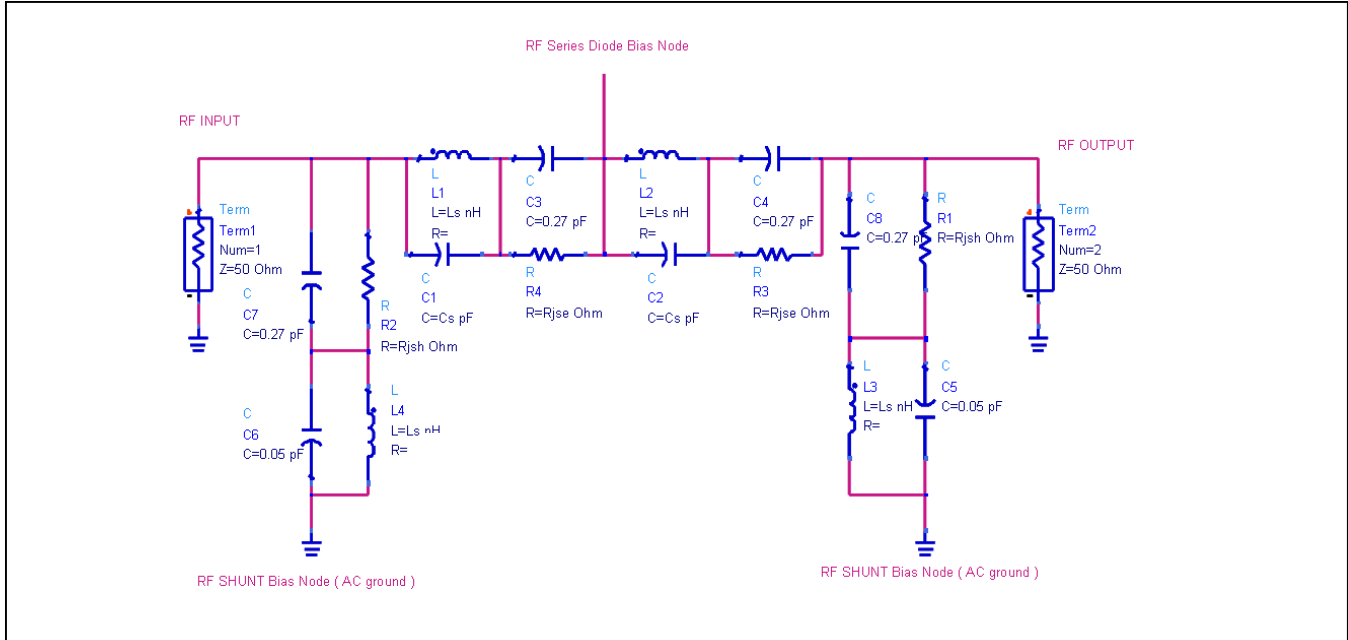 RF Series Diode Bias Node
RF INPUT
RF OUTPUT
Term
Term1
Num=1
Z=50 Ohm
C
C7
C=0.27 pF
R
R2
R=Rjsh Ohm
C
C6
C=0.05 pF
L
L4
L=Ls nH
R=
L
L1
L=Ls nH
R=
C
C1
C=Cs pF
C
C3
C=0.27 pF
R
R4
R=Rjse Ohm
L
L2
L=Ls nH
R=
C
C2
C=Cs pF
C
C4
C=0.27 pF
R
R3
R=Rjse Ohm
C
C8
C=0.27 pF
R
R1
R=Rjsh Ohm
L
L3
L=Ls nH
R=
C
C5
C=0.05 pF
Term
Term2
Num=2
Z=50 Ohm
RF SHUNT Bias Node ( AC ground )
RF SHUNT Bias Node ( AC ground )